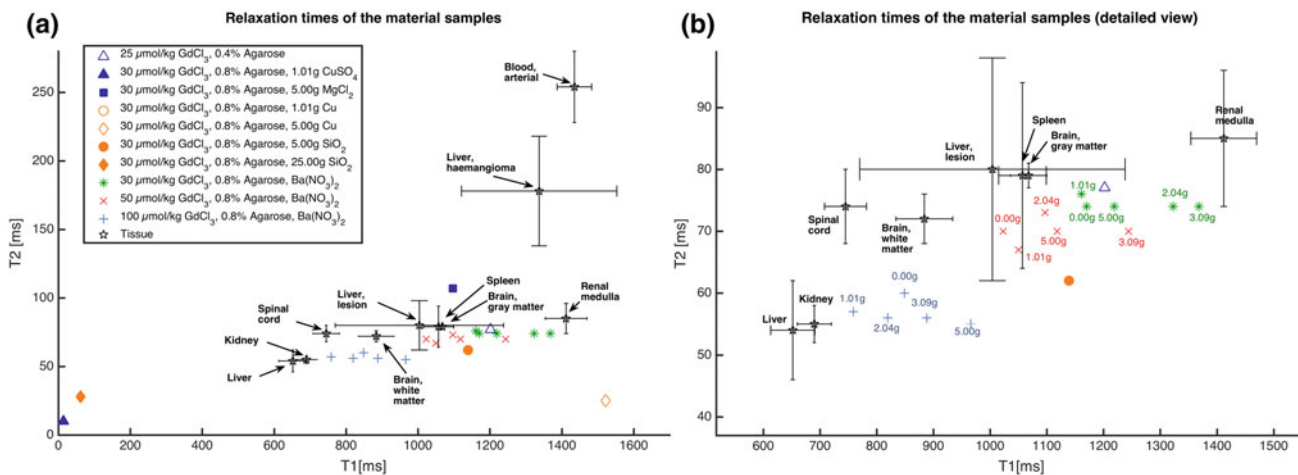 (a)
Relaxation times of the material samples
T2 [ms]
250
200
150
100
50
0
25 µmol/kg GdCl3, 0.4% Agarose
30 µmol/kg GdCl3, 0.8% Agarose, 1.01g CuSO4
30 µmol/kg GdCl3, 0.8% Agarose, 5.00g MgCl2
30 µmol/kg GdCl3, 0.8% Agarose, 1.01g Cu
30 µmol/kg GdCl3, 0.8% Agarose, 5.00g Cu
30 µmol/kg GdCl3, 0.8% Agarose, 5.00g SiO2
30 µmol/kg GdCl3, 0.8% Agarose, 25.00g SiO2
30 µmol/kg GdCl3, 0.8% Agarose, Ba(NO3)2
50 µmol/kg GdCl3, 0.8% Agarose, Ba(NO3)2
100 µmol/kg GdCl3, 0.8% Agarose, Ba(NO3)2
Tissue
Blood,
arterial
Liver,
haemangioma
Spinal
cord
Liver,
lesion
Spleen
Brain,
gray matter
Renal
medulla
Kidney
Liver
Brain,
white
matter
0
200
400
600
800
1000
1200
1400
1600
T1[ms]
(b)
Relaxation times of the material samples (detailed view)
T2 [ms]
90
80
70
60
50
40
Liver,
lesion
Spleen
Brain,
gray matter
Renal
medulla
Spinal
cord
Brain,
white
matter
Liver
Kidney
1.01g
0.00g
5.00g
2.04g
3.09g
0.00g
2.04g
1.01g
5.00g
3.09g
1.01g
2.04g
0.00g
3.09g
5.00g
600
700
800
900
1000
1100
1200
1300
1400
1500
T1[ms]